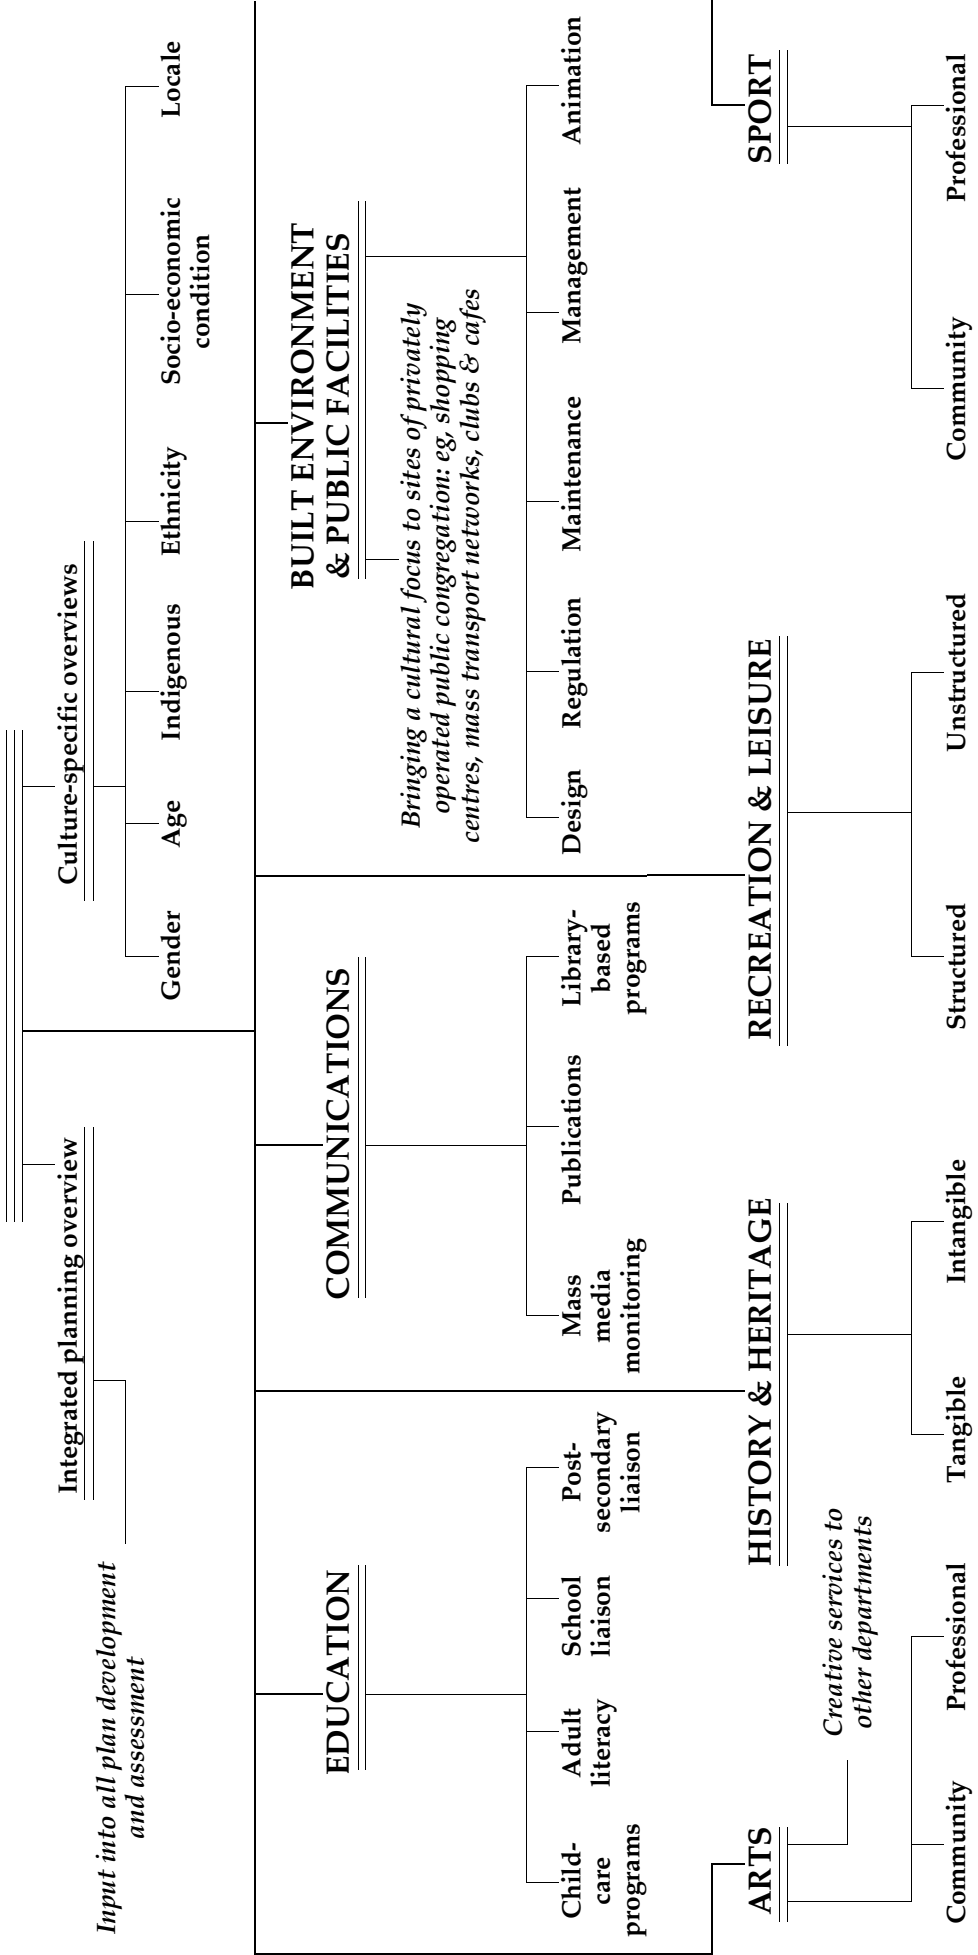 Integrated planning overview
Culture-specific overviews
Input into all plan development
and assessment
Gender
Age
Indigenous
Ethnicity
Socio-economic
condition
Locale
EDUCATION
COMMUNICATIONS
BUILT ENVIRONMENT
& PUBLIC FACILITIES
Bringing a cultural focus to sites of privately
operated public congregation: eg, shopping
centres, mass transport networks, clubs & cafes
Child-
care
programs
Adult
literacy
School
liaison
Post-
secondary
liaison
Mass
media
monitoring
Publications
Library-
based
programs
Design
Regulation
Maintenance
Management
Animation
ARTS
HISTORY & HERITAGE
RECREATION & LEISURE
SPORT
Creative services to
other departments
Community
Professional
Tangible
Intangible
Structured
Unstructured
Community
Professional